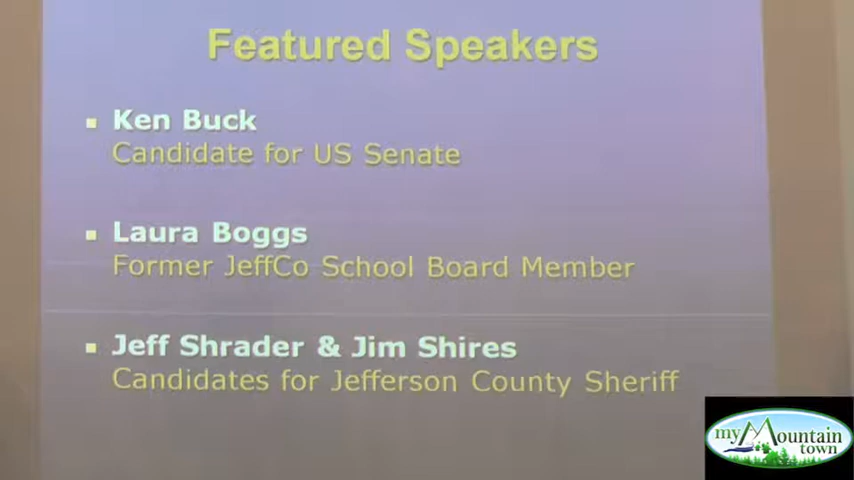 Featured Speakers
Ken Buck
Candidate for US Senate
Laura Boggs
Former JeffCo School Board Member
Jeff Shrader & Jim Shires
Candidates for Jefferson County Sheriff
my Mountain
town